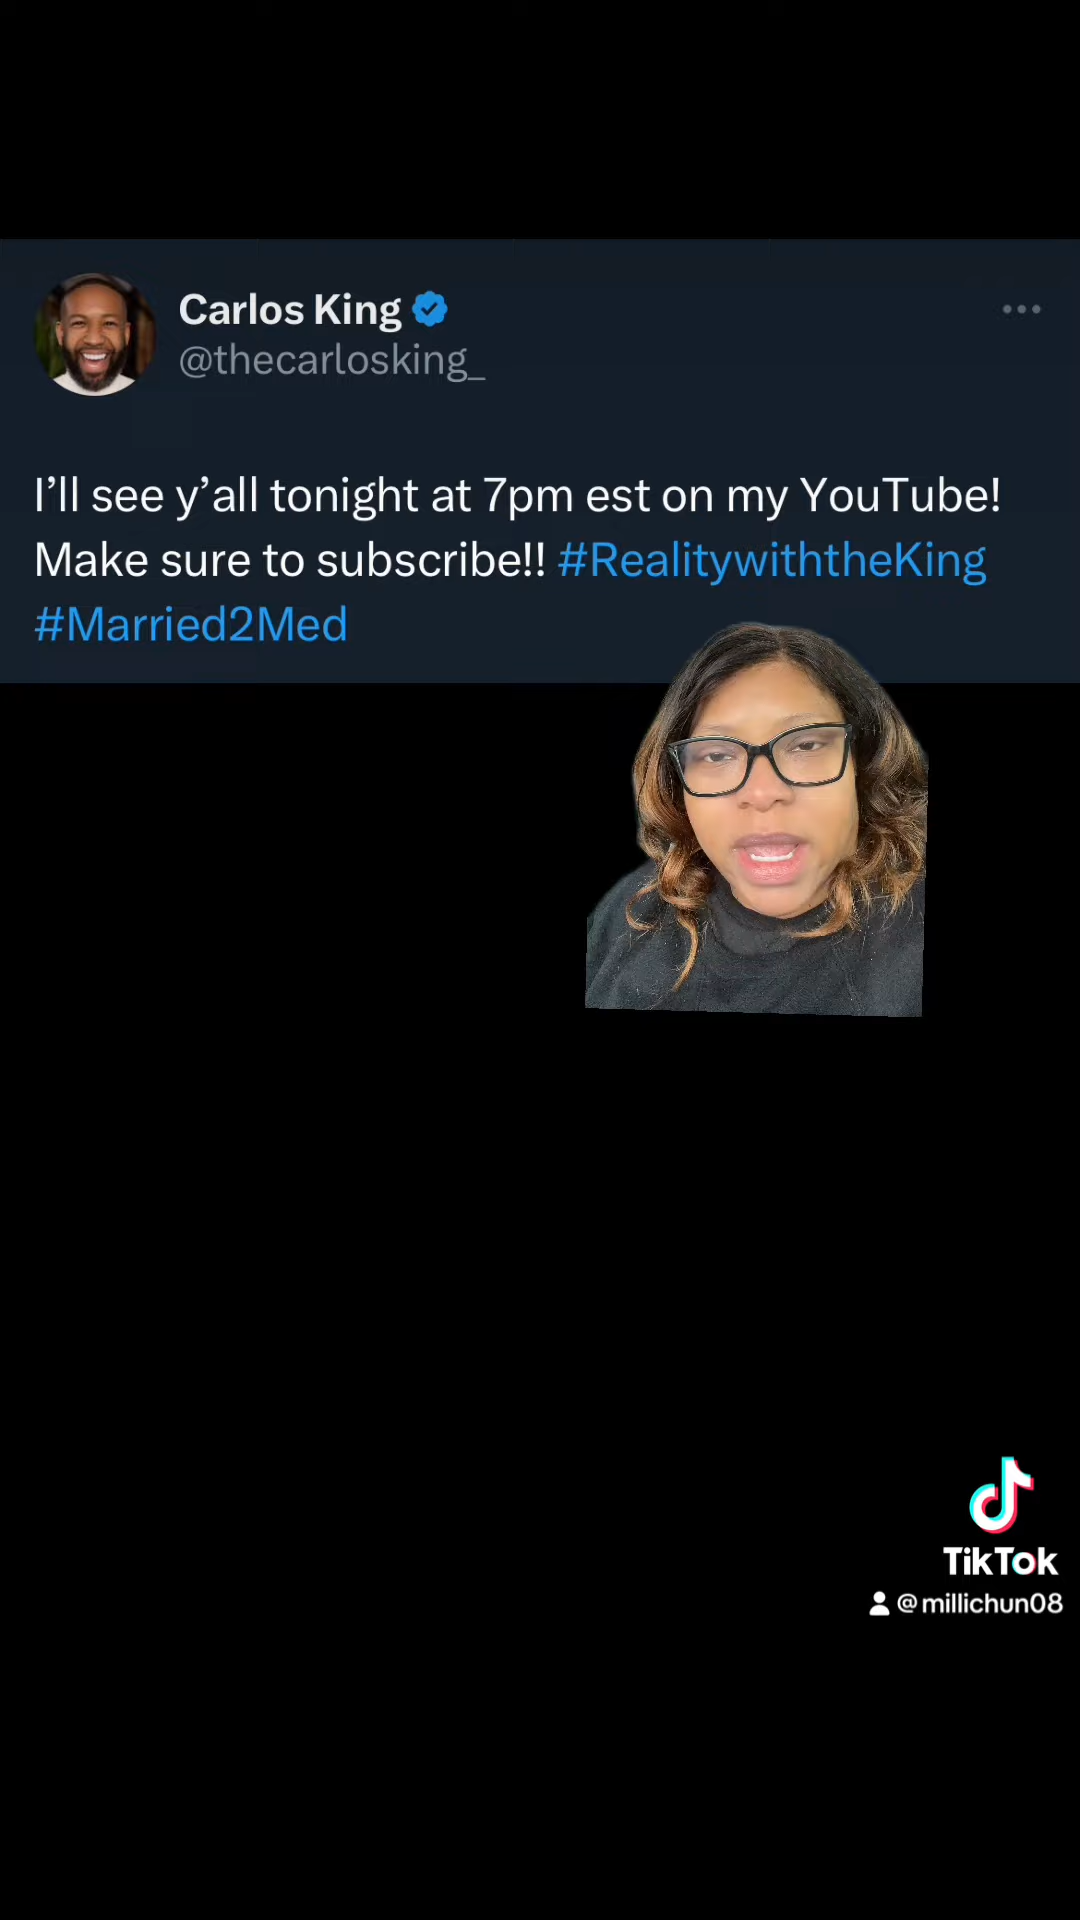 Carlos King
@thecarlosking_
I’ll see y’all tonight at 7pm est on my YouTube!
Make sure to subscribe!! #RealitywiththeKing
#Married2Med
TikTok
@millichun08